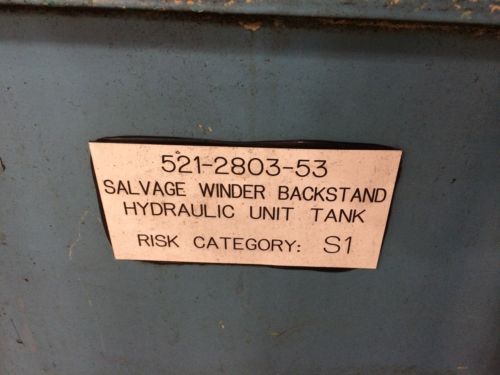 521-2803-53
SALVAGE WINDER BACKSTAND
HYDRAULIC UNIT TANK
RISK CATEGORY: S1